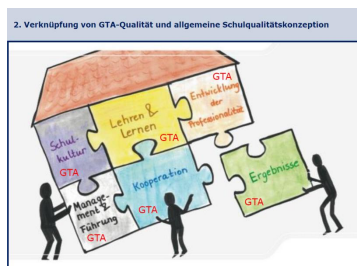 2. Verknüpfung von GTA-Qualität und allgemeine Schulqualitätskonzeption
GTA
Entwicklung
der
Professionalität
Lehren &
Lernen
GTA
Schul-
kultur
GTA
Kooperation
GTA
Ergebnisse
GTA
Manage-
ment &
Führung
GTA